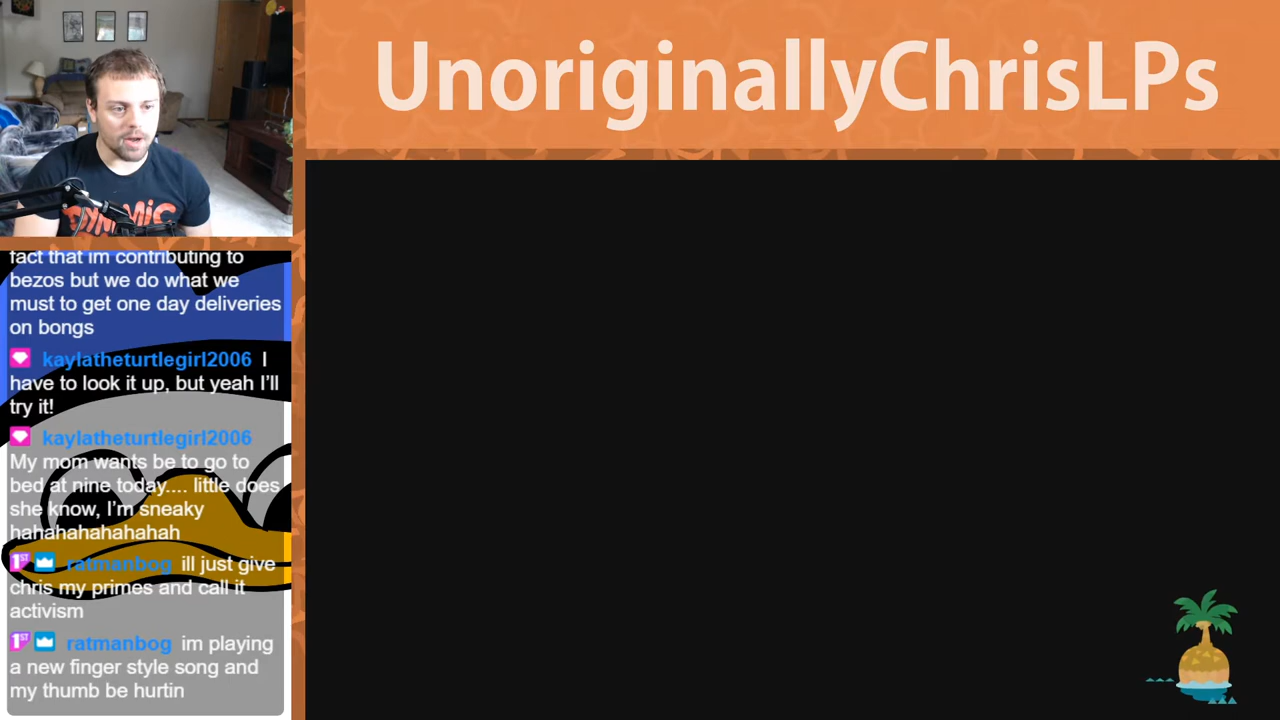 UnoriginallyChrisLPs
fact that im contributing to
bezos but we do what we
must to get one day deliveries
on bongs
kaylatheturtlegirl2006 I
have to look it up, but yeah I'll
try it!
kaylatheturtlegirl2006
My mom wants be to go to
bed at nine today.... little does
she know, I'm sneaky
hahahahahahahah
1ST ratmanbog ill just give
chris my primes and call it
activism
1ST ratmanbog im playing
a new finger style song and
my thumb be hurtin